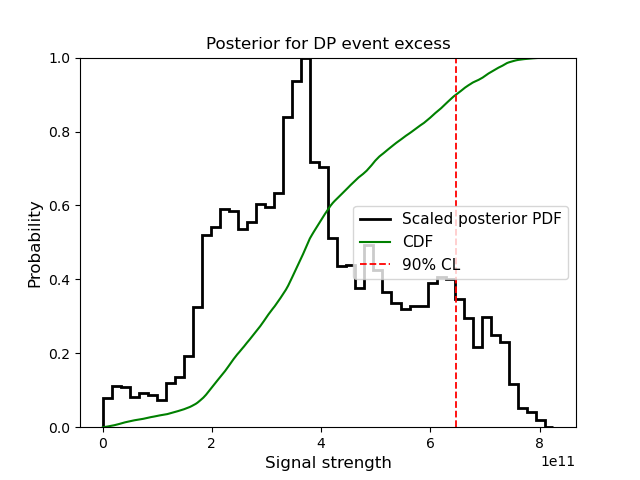 Posterior for DP event excess
1.0
0.8
0.6
0.4
0.2
0.0
Probability
Scaled posterior PDF
CDF
90% CL
0
2
4
6
8
1e11
Signal strength